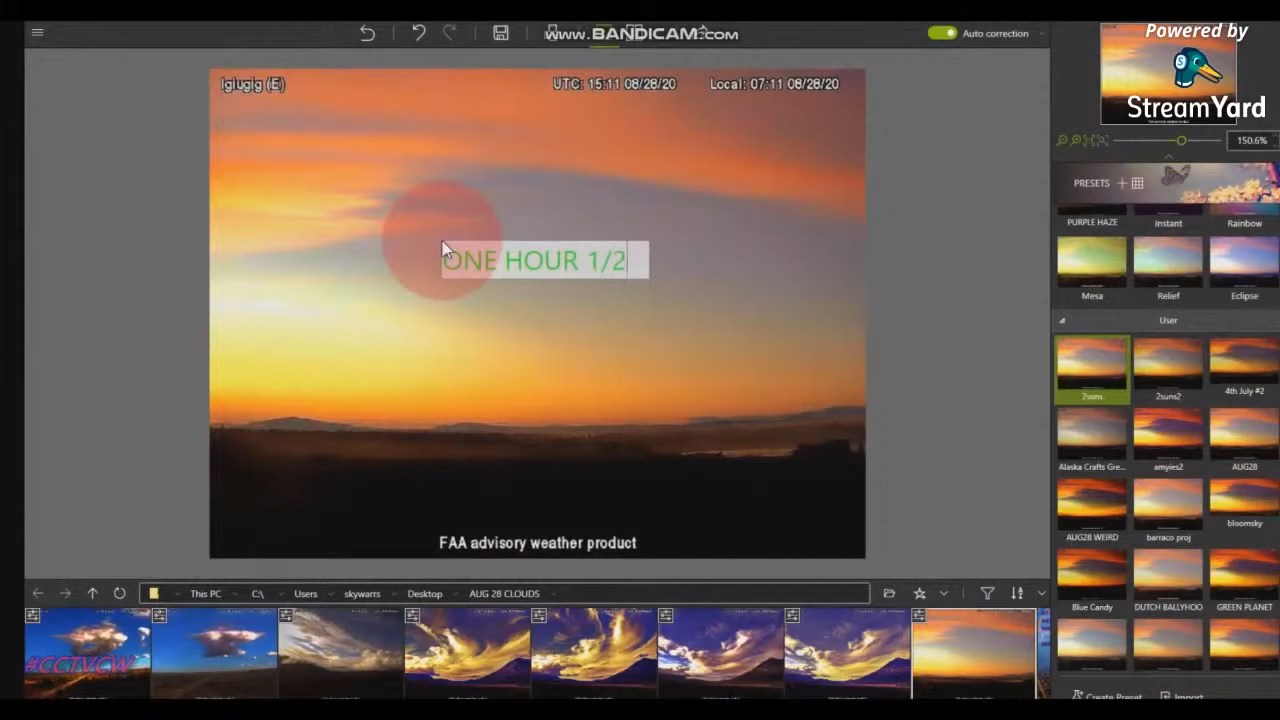 www.BANDICAM.com
Auto correction
Powered by
S
StreamYard
Igiugig (E)
UTC: 15:11 08/28/20
Local: 07:11 08/28/20
150.6%
PRESETS
PURPLE HAZE
Instant
Rainbow
ONE HOUR 1/2
Mesa
Relief
Eclipse
User
2suns
2suns2
4th July #2
Alaska Crafts Gre...
amyies2
AUG28
AUG28 WEIRD
barraco proj
bloomsky
FAA advisory weather product
Blue Candy
DUTCH BALLYHOO
GREEN PLANET
This PC
C:\
Users
skywarrs
Desktop
AUG 28 CLOUDS
#CCTVCW
Create Preset
Import